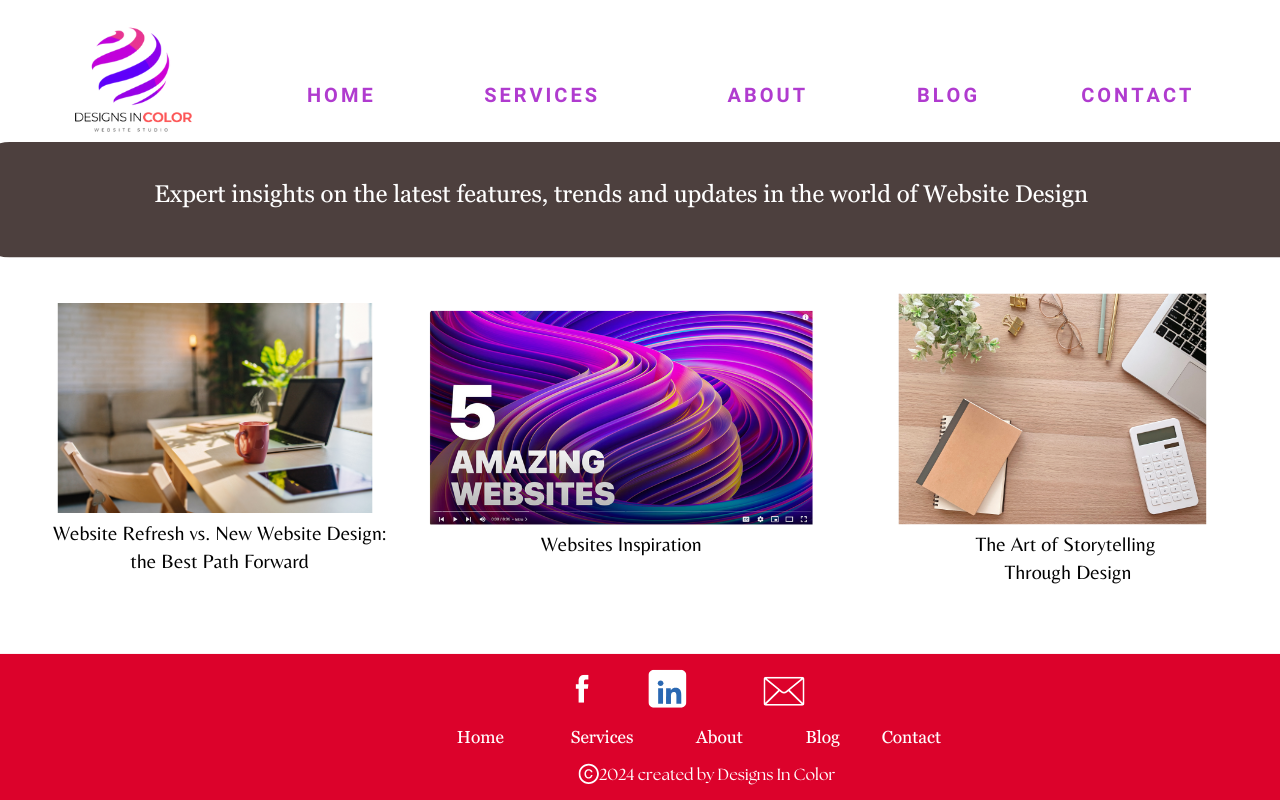 DESIGNS IN COLOR
WEBSITE STUDIO
HOME SERVICES ABOUT BLOG CONTACT
Expert insights on the latest features, trends and updates in the world of Website Design
5
AMAZING
WEBSITES
Website Refresh vs. New Website Design:
the Best Path Forward
Websites Inspiration
The Art of Storytelling
Through Design
f
in
Home Services About Blog Contact
©2024 created by Designs In Color